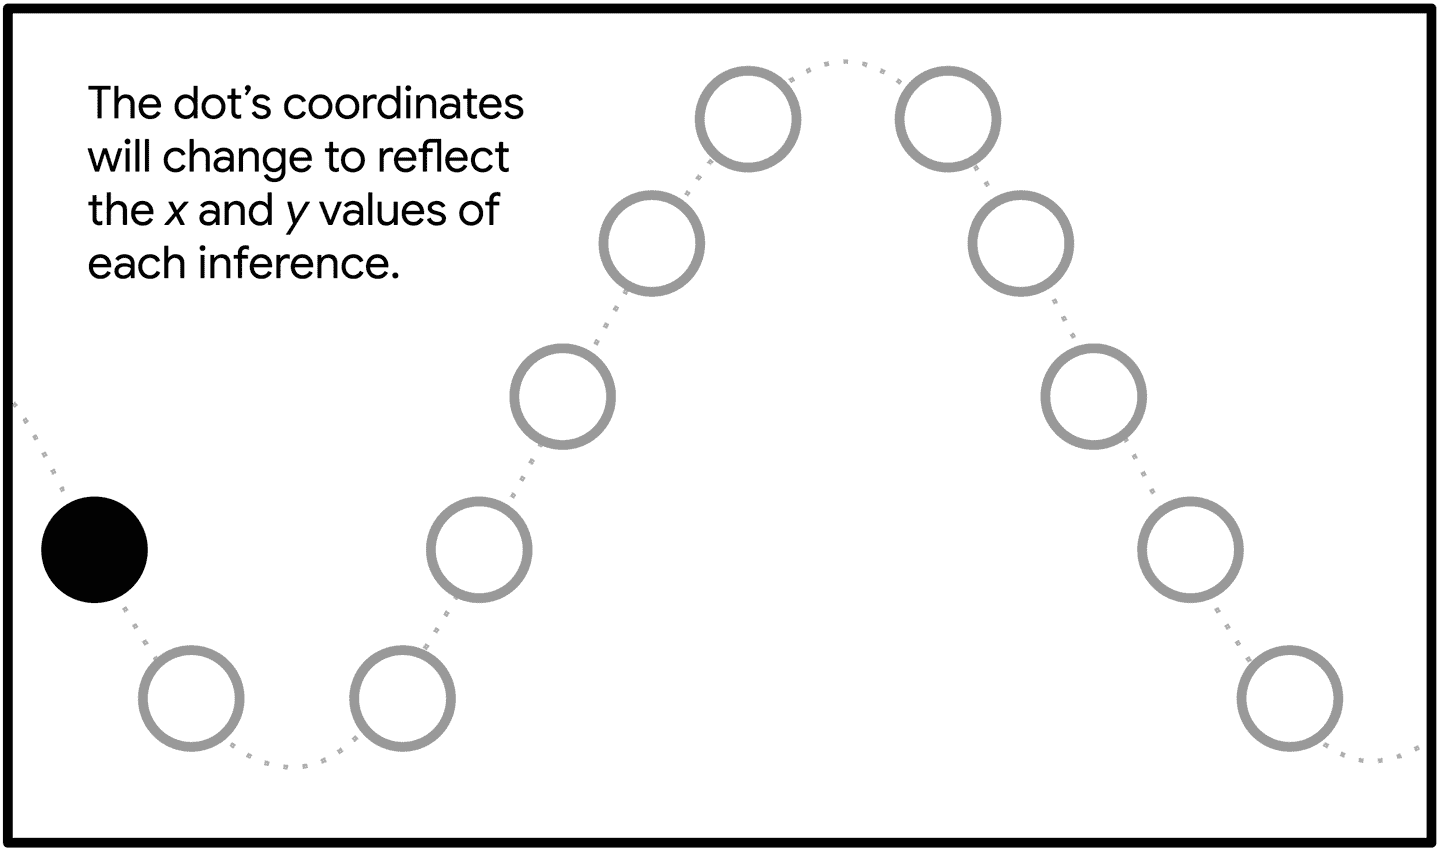 The dot’s coordinates
will change to reflect
the x and y values of
each inference.